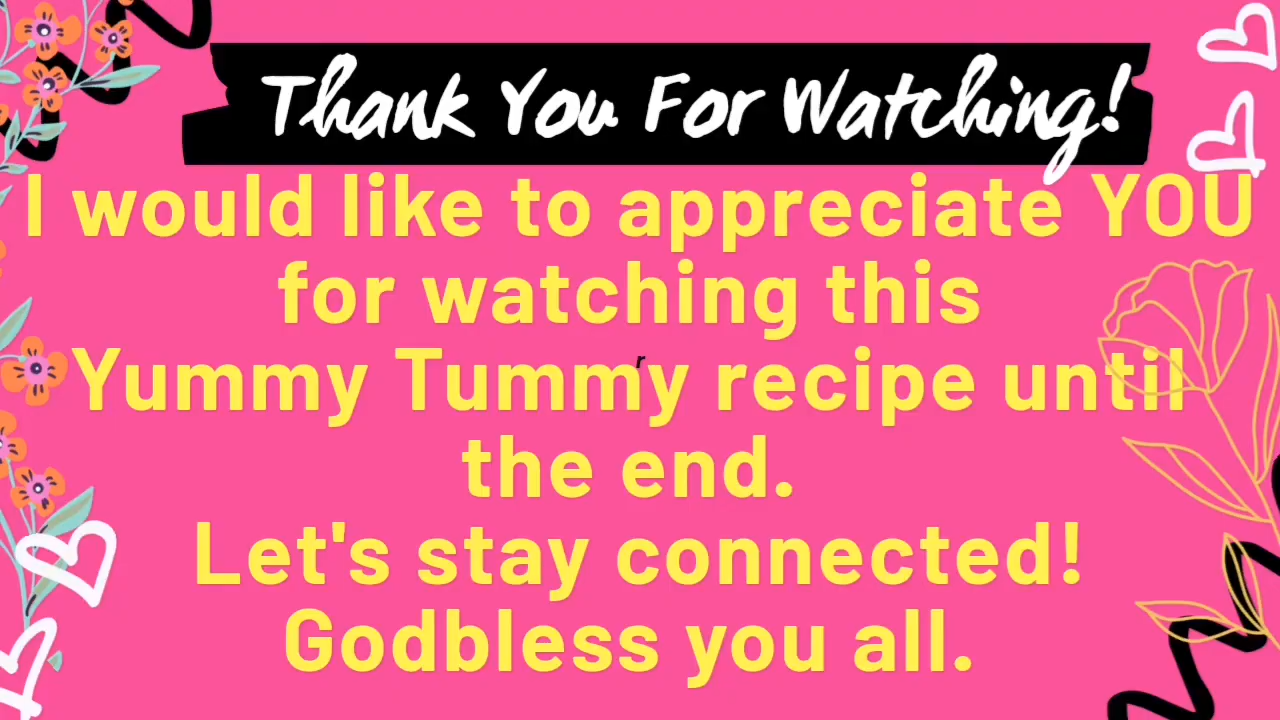 Thank You For Watching!
I would like to appreciate YOU
for watching this
r
Yummy Tummy recipe until
the end.
Let's stay connected!
Godbless you all.